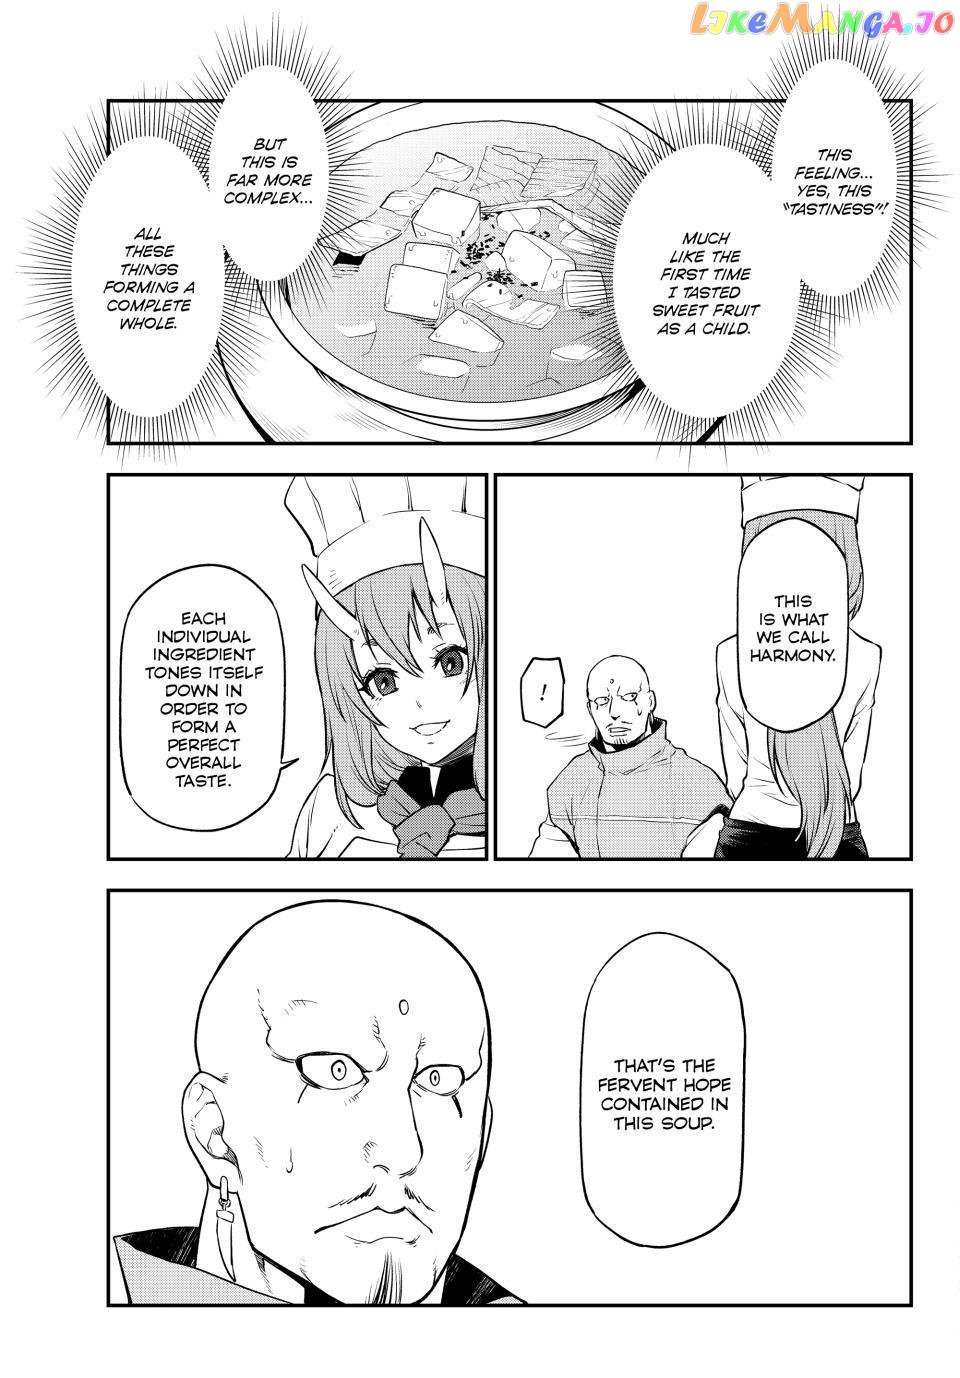 LIKEMANGA.IO
THIS
FEELING...
YES, THIS
"TASTINESS"!
MUCH
LIKE THE
FIRST TIME
I TASTED
SWEET FRUIT
AS A CHILD.
BUT
THIS IS
FAR MORE
COMPLEX...
ALL
THESE
THINGS
FORMING A
COMPLETE
WHOLE.
THIS
IS WHAT
WE CALL
HARMONY.
!
EACH
INDIVIDUAL
INGREDIENT
TONES ITSELF
DOWN IN
ORDER TO
FORM A
PERFECT
OVERALL
TASTE.
THAT'S THE
FERVENT HOPE
CONTAINED IN
THIS SOUP.